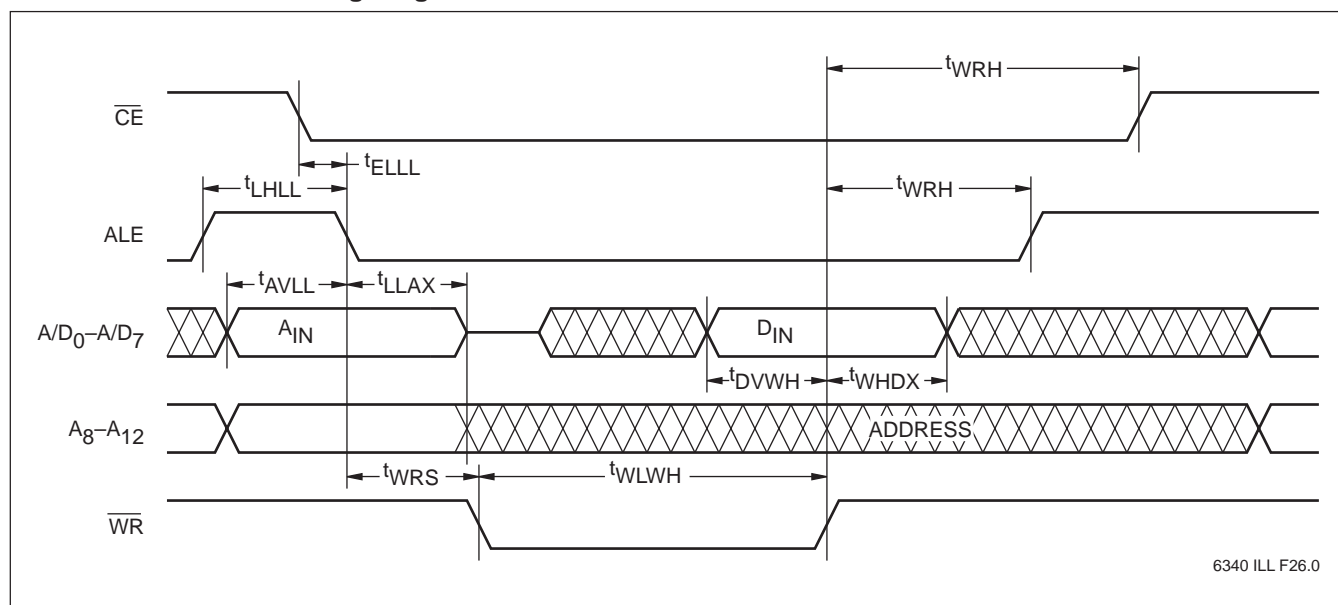 tWRH
CE
tELLL
tLHLL
tWRH
ALE
tAVLL
tLLAX
A/D0–A/D7
AIN
DIN
tDVWH
tWHDX
A8–A12
ADDRESS
tWRS
tWLWH
WR
6340 ILL F26.0